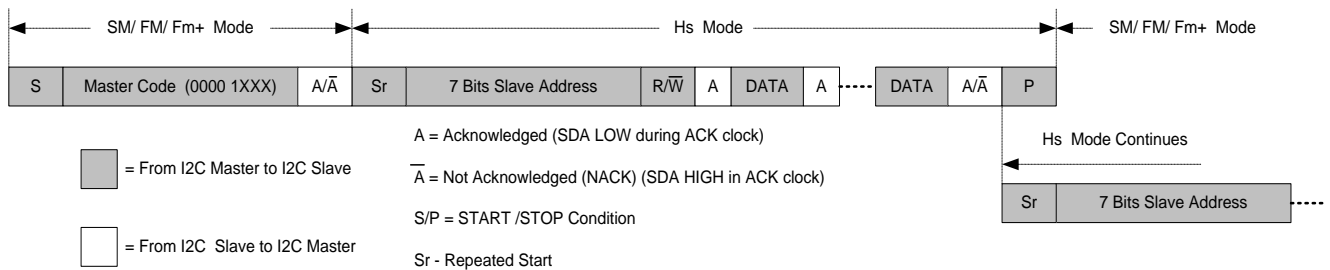 SM/ FM/ Fm+ Mode Hs Mode SM/ FM/ Fm+ Mode
S Master Code (0000 1XXX) A/A̅ Sr 7 Bits Slave Address R/W̅ A DATA A DATA A/A̅ P
A = Acknowledged (SDA LOW during ACK clock)
Hs Mode Continues
= From I2C Master to I2C Slave
A̅ = Not Acknowledged (NACK) (SDA HIGH in ACK clock)
Sr 7 Bits Slave Address
S/P = START /STOP Condition
= From I2C Slave to I2C Master
Sr - Repeated Start